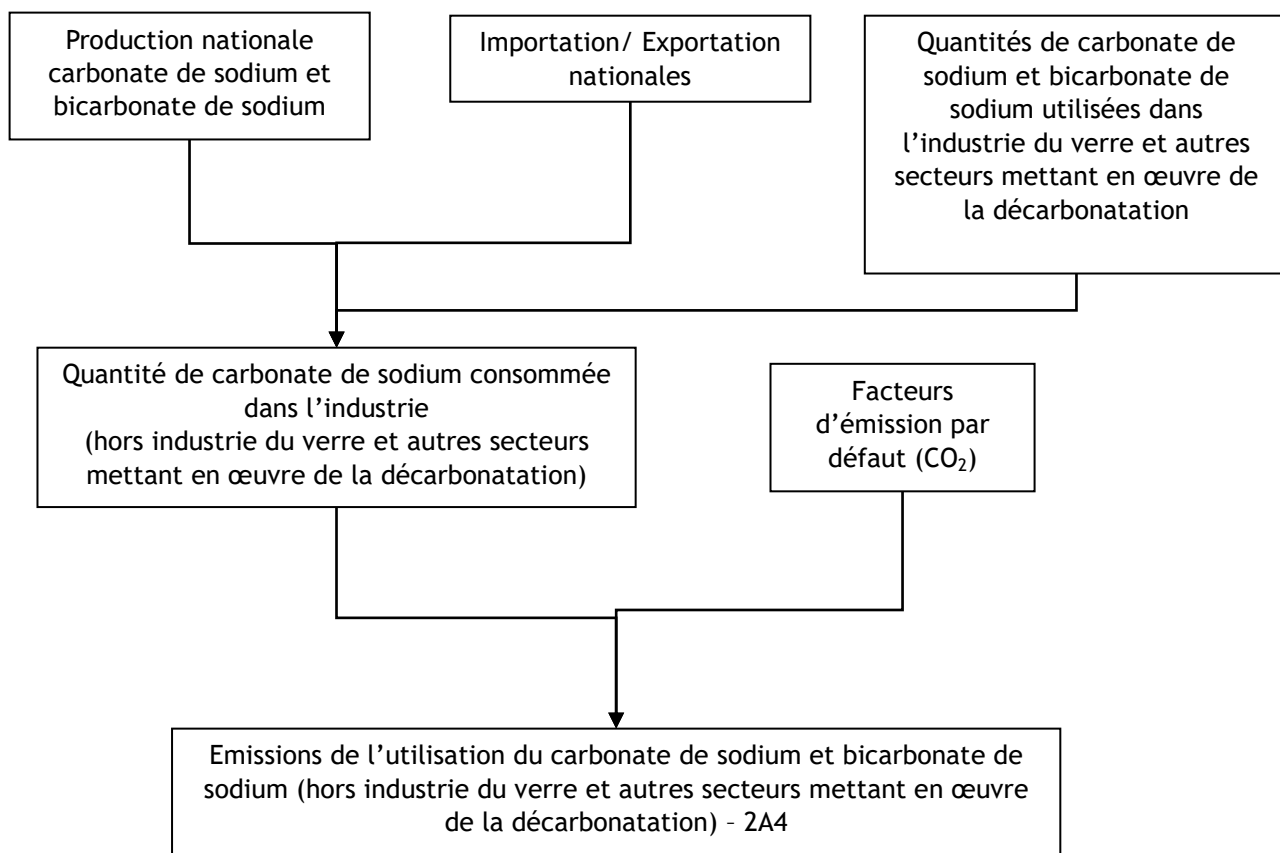 Production nationale
carbonate de sodium et
bicarbonate de sodium
Importation/ Exportation
nationales
Quantités de carbonate de
sodium et bicarbonate de
sodium utilisées dans
l’industrie du verre et autres
secteurs mettant en œuvre de
la décarbonatation
Quantité de carbonate de sodium consommée
dans l’industrie
(hors industrie du verre et autres secteurs
mettant en œuvre de la décarbonatation)
Facteurs
d’émission par
défaut (CO₂)
Emissions de l’utilisation du carbonate de sodium et bicarbonate de
sodium (hors industrie du verre et autres secteurs mettant en œuvre
de la décarbonatation) – 2A4